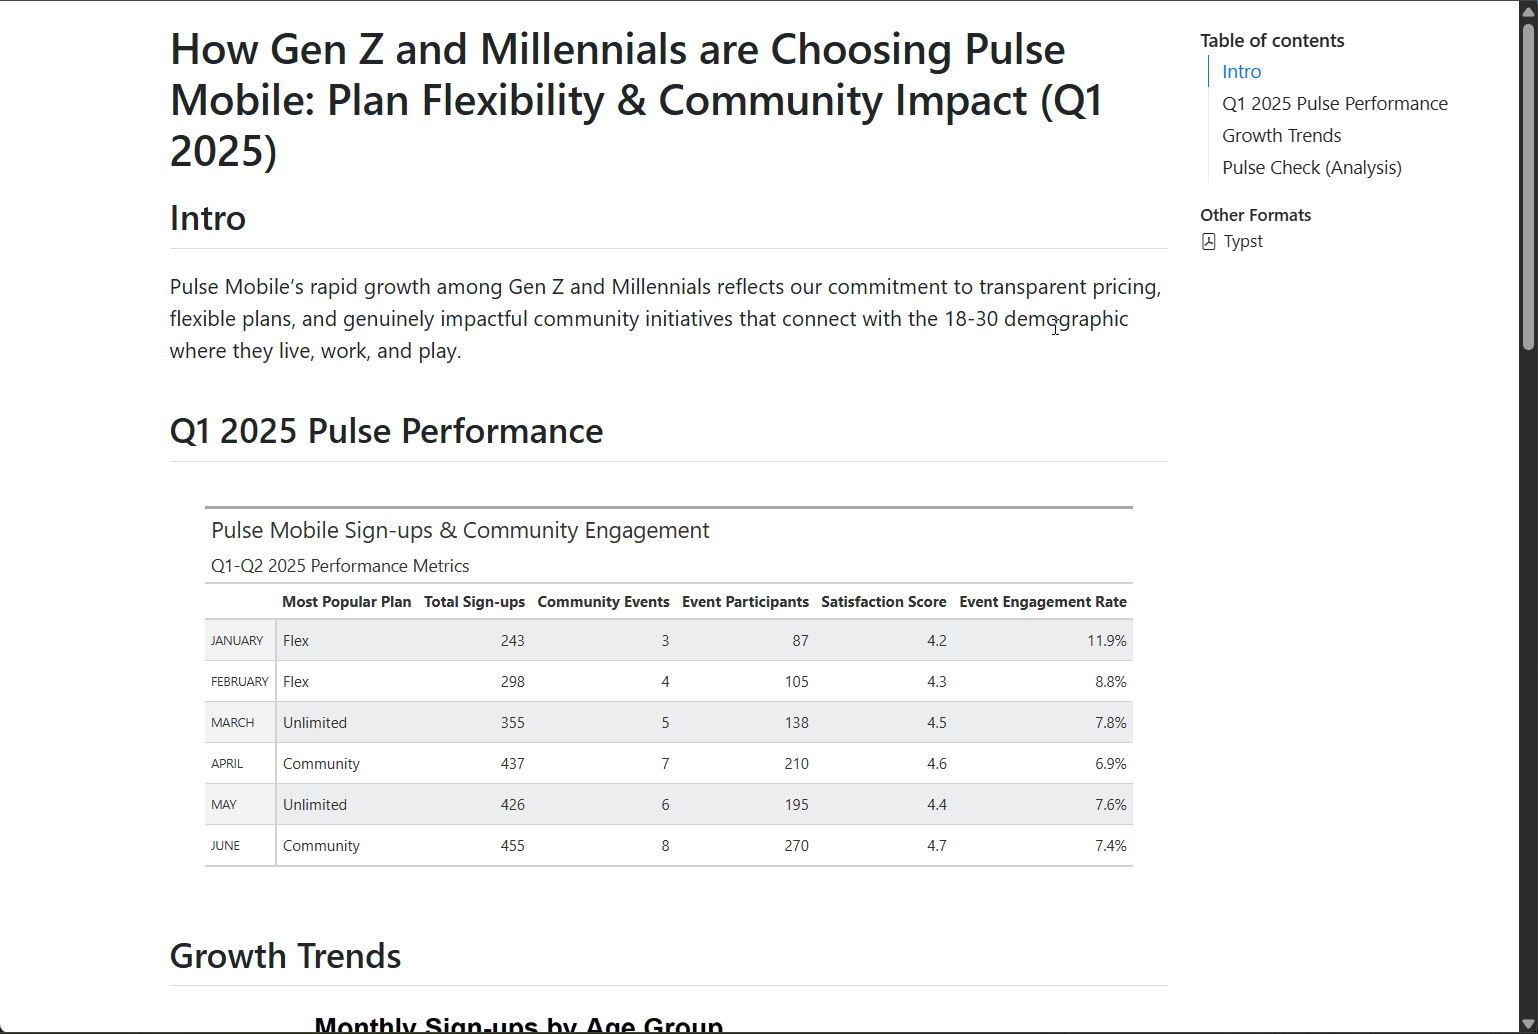 How Gen Z and Millennials are Choosing Pulse
Mobile: Plan Flexibility & Community Impact (Q1
2025)
Intro
Pulse Mobile’s rapid growth among Gen Z and Millennials reflects our commitment to transparent pricing,
flexible plans, and genuinely impactful community initiatives that connect with the 18-30 demographic
where they live, work, and play.
Q1 2025 Pulse Performance
Pulse Mobile Sign-ups & Community Engagement
Q1-Q2 2025 Performance Metrics
Most Popular Plan Total Sign-ups Community Events Event Participants Satisfaction Score Event Engagement Rate
JANUARY Flex 243 3 87 4.2 11.9%
FEBRUARY Flex 298 4 105 4.3 8.8%
MARCH Unlimited 355 5 138 4.5 7.8%
APRIL Community 437 7 210 4.6 6.9%
MAY Unlimited 426 6 195 4.4 7.6%
JUNE Community 455 8 270 4.7 7.4%
Growth Trends
Monthly Sign-ups by Age Group
Table of contents
Intro
Q1 2025 Pulse Performance
Growth Trends
Pulse Check (Analysis)
Other Formats
Typst